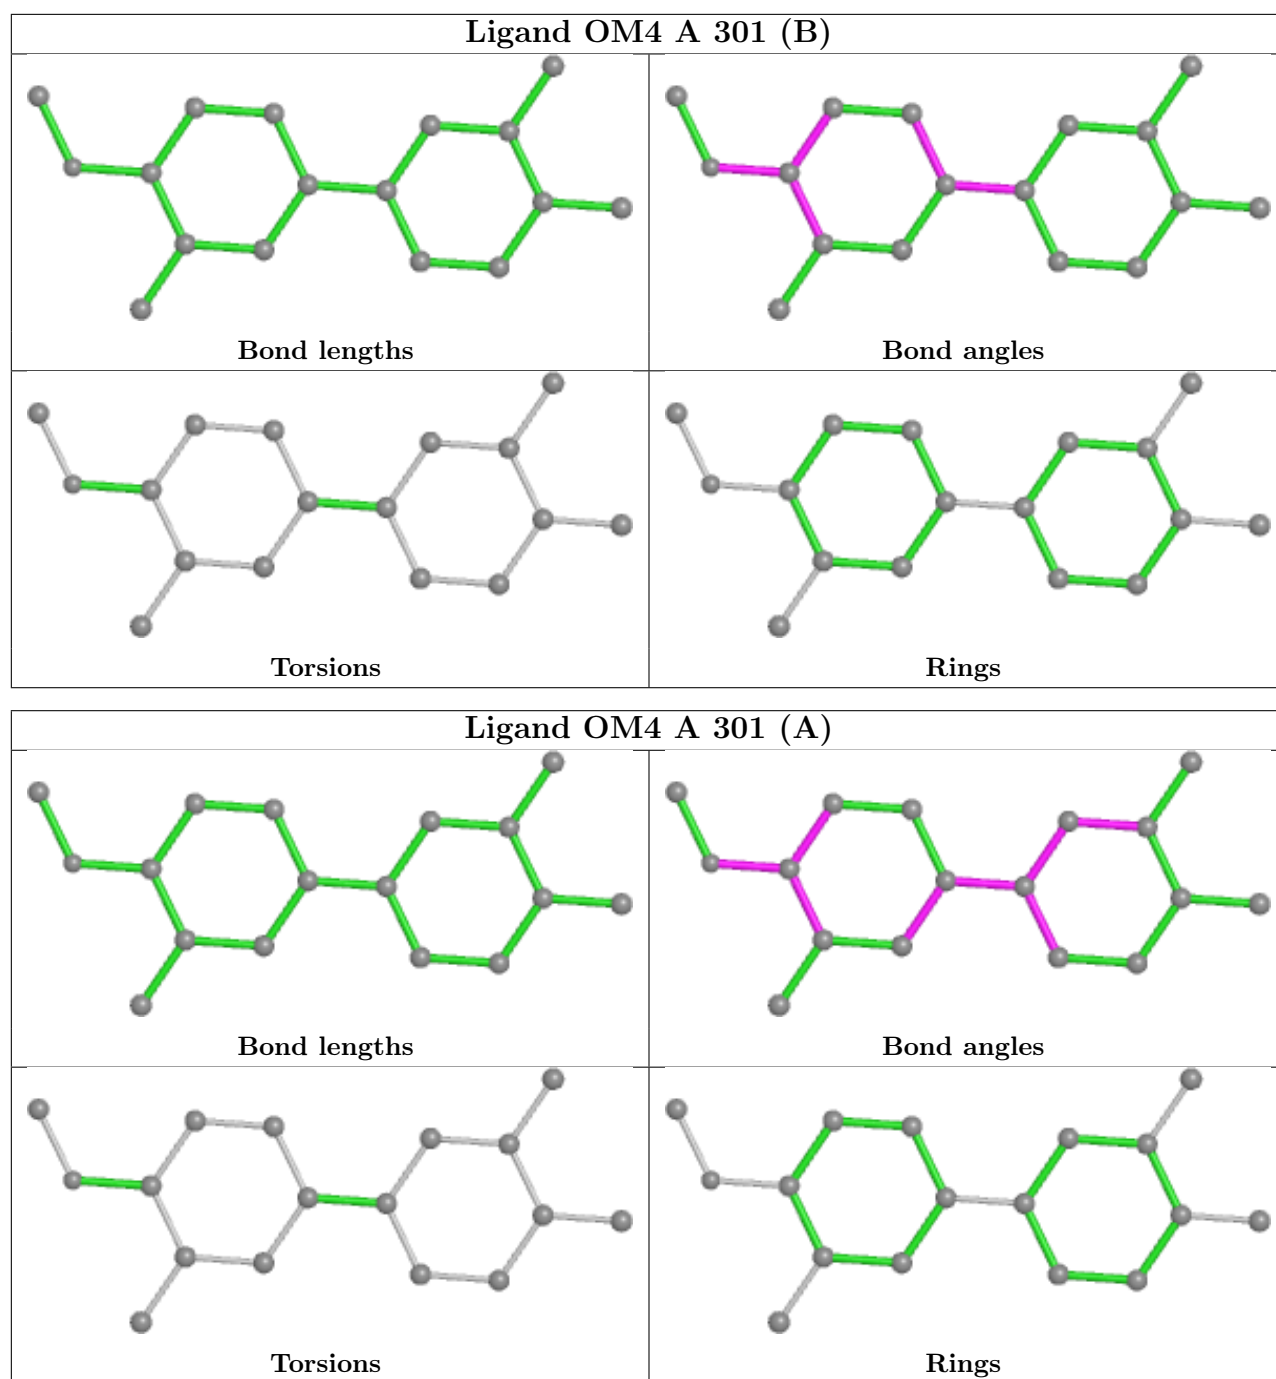 Ligand OM4 A 301 (B)
Bond lengths
Bond angles
Torsions
Rings
Ligand OM4 A 301 (A)
Bond lengths
Bond angles
Torsions
Rings